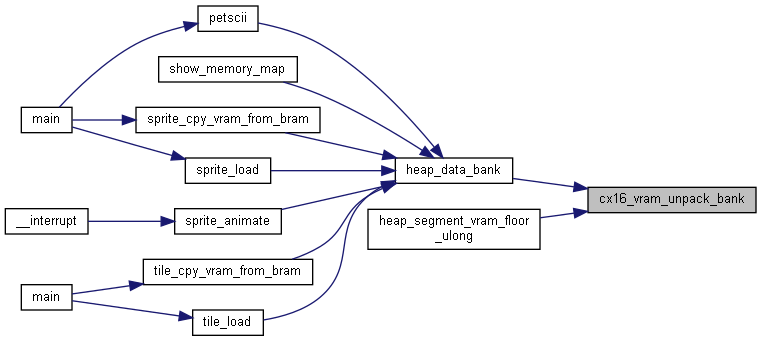 petscii
show_memory_map
main
sprite_cpy_vram_from_bram
sprite_load
heap_data_bank
cx16_vram_unpack_bank
__interrupt
sprite_animate
heap_segment_vram_floor
_ulong
tile_cpy_vram_from_bram
main
tile_load